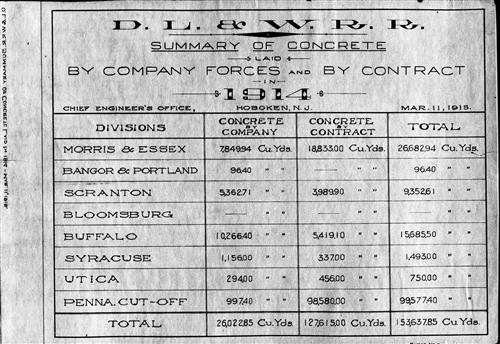 D. L. & W. R. R.
SUMMARY OF CONCRETE
LAID
BY COMPANY FORCES AND BY CONTRACT
IN
1914
CHIEF ENGINEER'S OFFICE, HOBOKEN, N.J. MAR. 11, 1915.
DIVISIONS CONCRETE BY COMPANY CONCRETE BY CONTRACT TOTAL
MORRIS & ESSEX 7,849.94 Cu. Yds. 18,833.00 Cu. Yds. 26,682.94 Cu. Yds.
BANGOR & PORTLAND 96.40 " " —— " " 96.40 " "
SCRANTON 5,362.71 " " 3,989.90 " " 9,352.61 " "
BLOOMSBURG —— " " —— " " —— " "
BUFFALO 10,266.40 " " 5,419.10 " " 15,685.50 " "
SYRACUSE 1,156.00 " " 337.00 " " 1,493.00 " "
UTICA 294.00 " " 456.00 " " 750.00 " "
PENNA. CUT-OFF 997.40 " " 98,580.00 " " 99,577.40 " "
TOTAL 26,022.85 Cu. Yds. 127,615.00 Cu. Yds. 153,637.85 Cu. Yds.